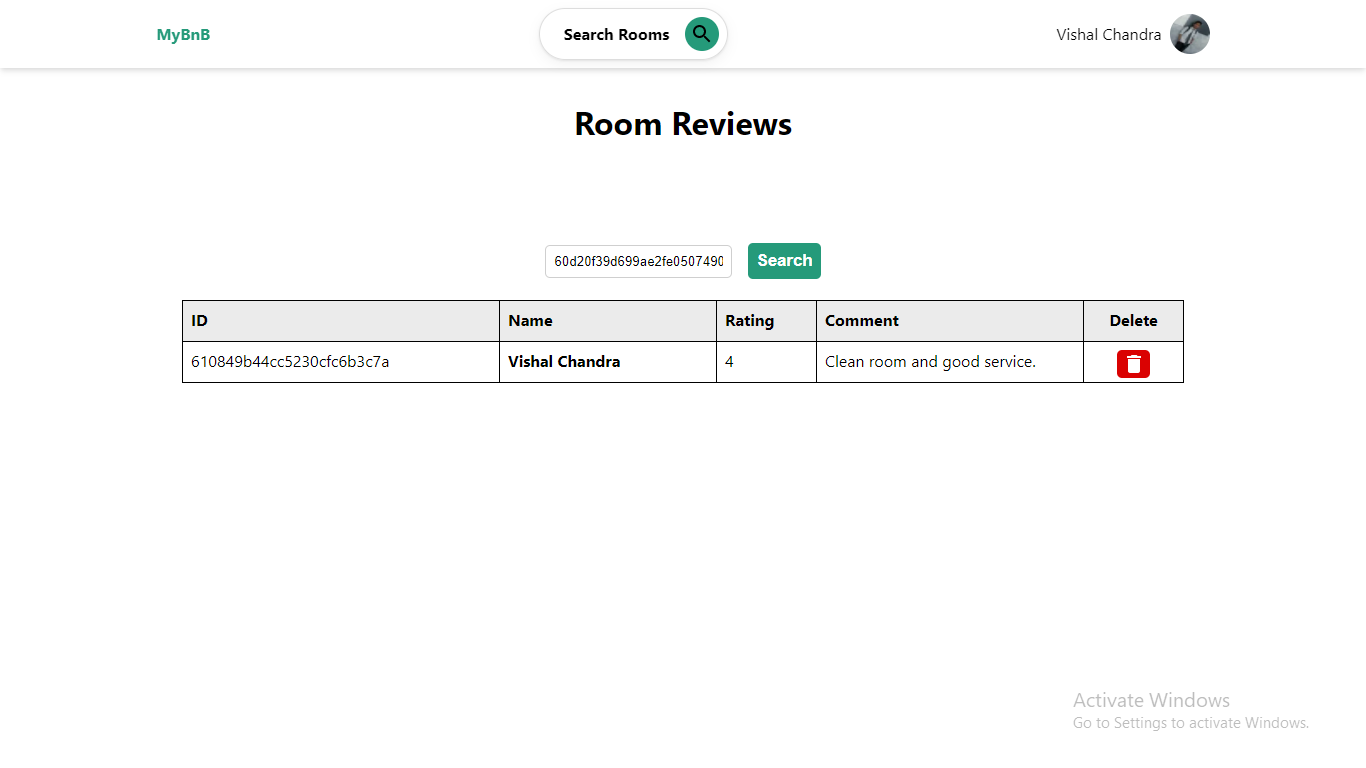 MyBnB
Search Rooms
Vishal Chandra
Room Reviews
60d20f39d699ae2fe0507490
Search
ID Name Rating Comment Delete
610849b44cc5230cfc6b3c7a Vishal Chandra 4 Clean room and good service.
Activate Windows
Go to Settings to activate Windows.